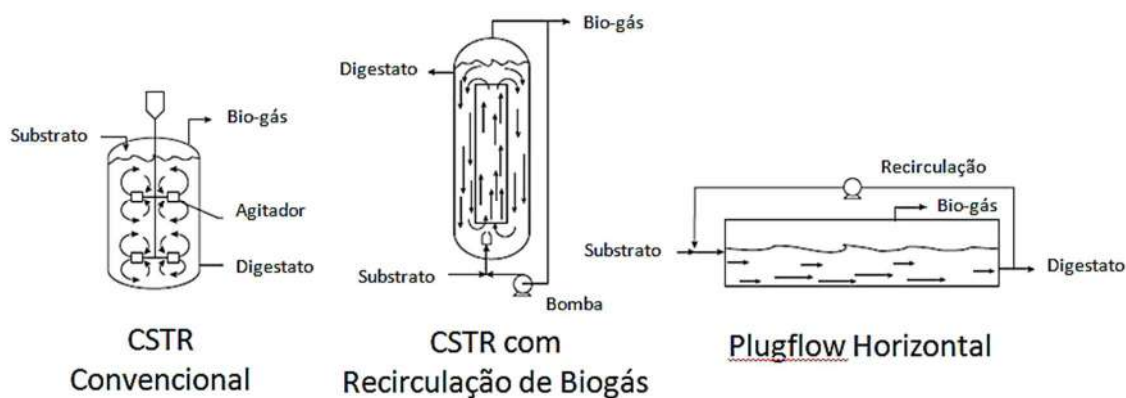 Substrato
Bio-gás
Agitador
Digestato
CSTR
Convencional
Bio-gás
Digestato
Substrato
Bomba
CSTR com
Recirculação de Biogás
Recirculação
Bio-gás
Substrato
Digestato
Plugflow Horizontal